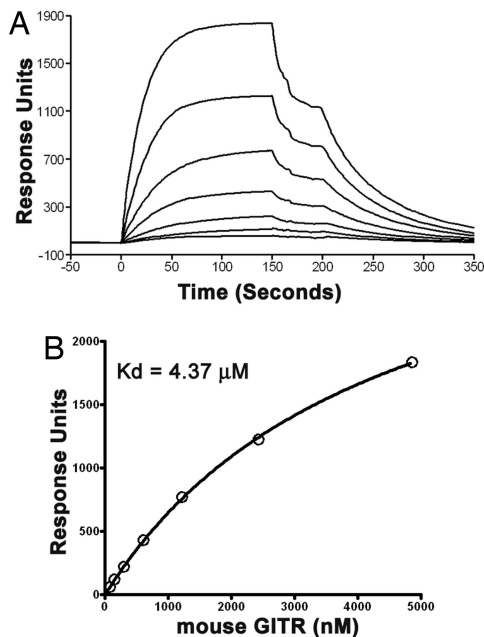 A
1900
1500
1100
700
300
-100
Response Units
-50 0 50 100 150 200 250 300 350
Time (Seconds)
B
Kd = 4.37 μM
2000
1500
1000
500
0
Response Units
0 1000 2000 3000 4000 5000
mouse GITR (nM)